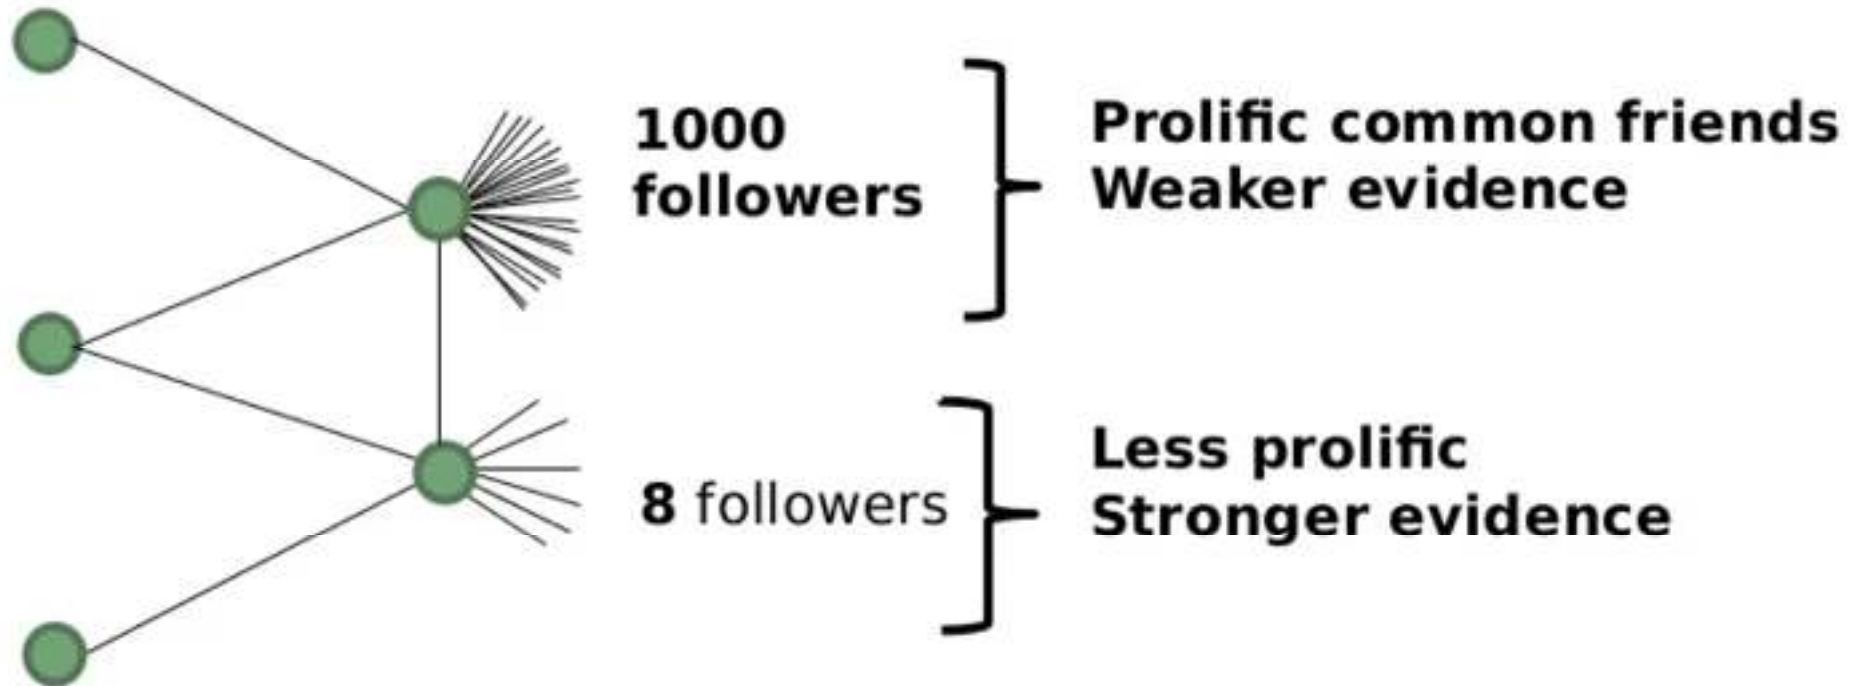 1000
followers
Prolific common friends
Weaker evidence
8 followers
Less prolific
Stronger evidence